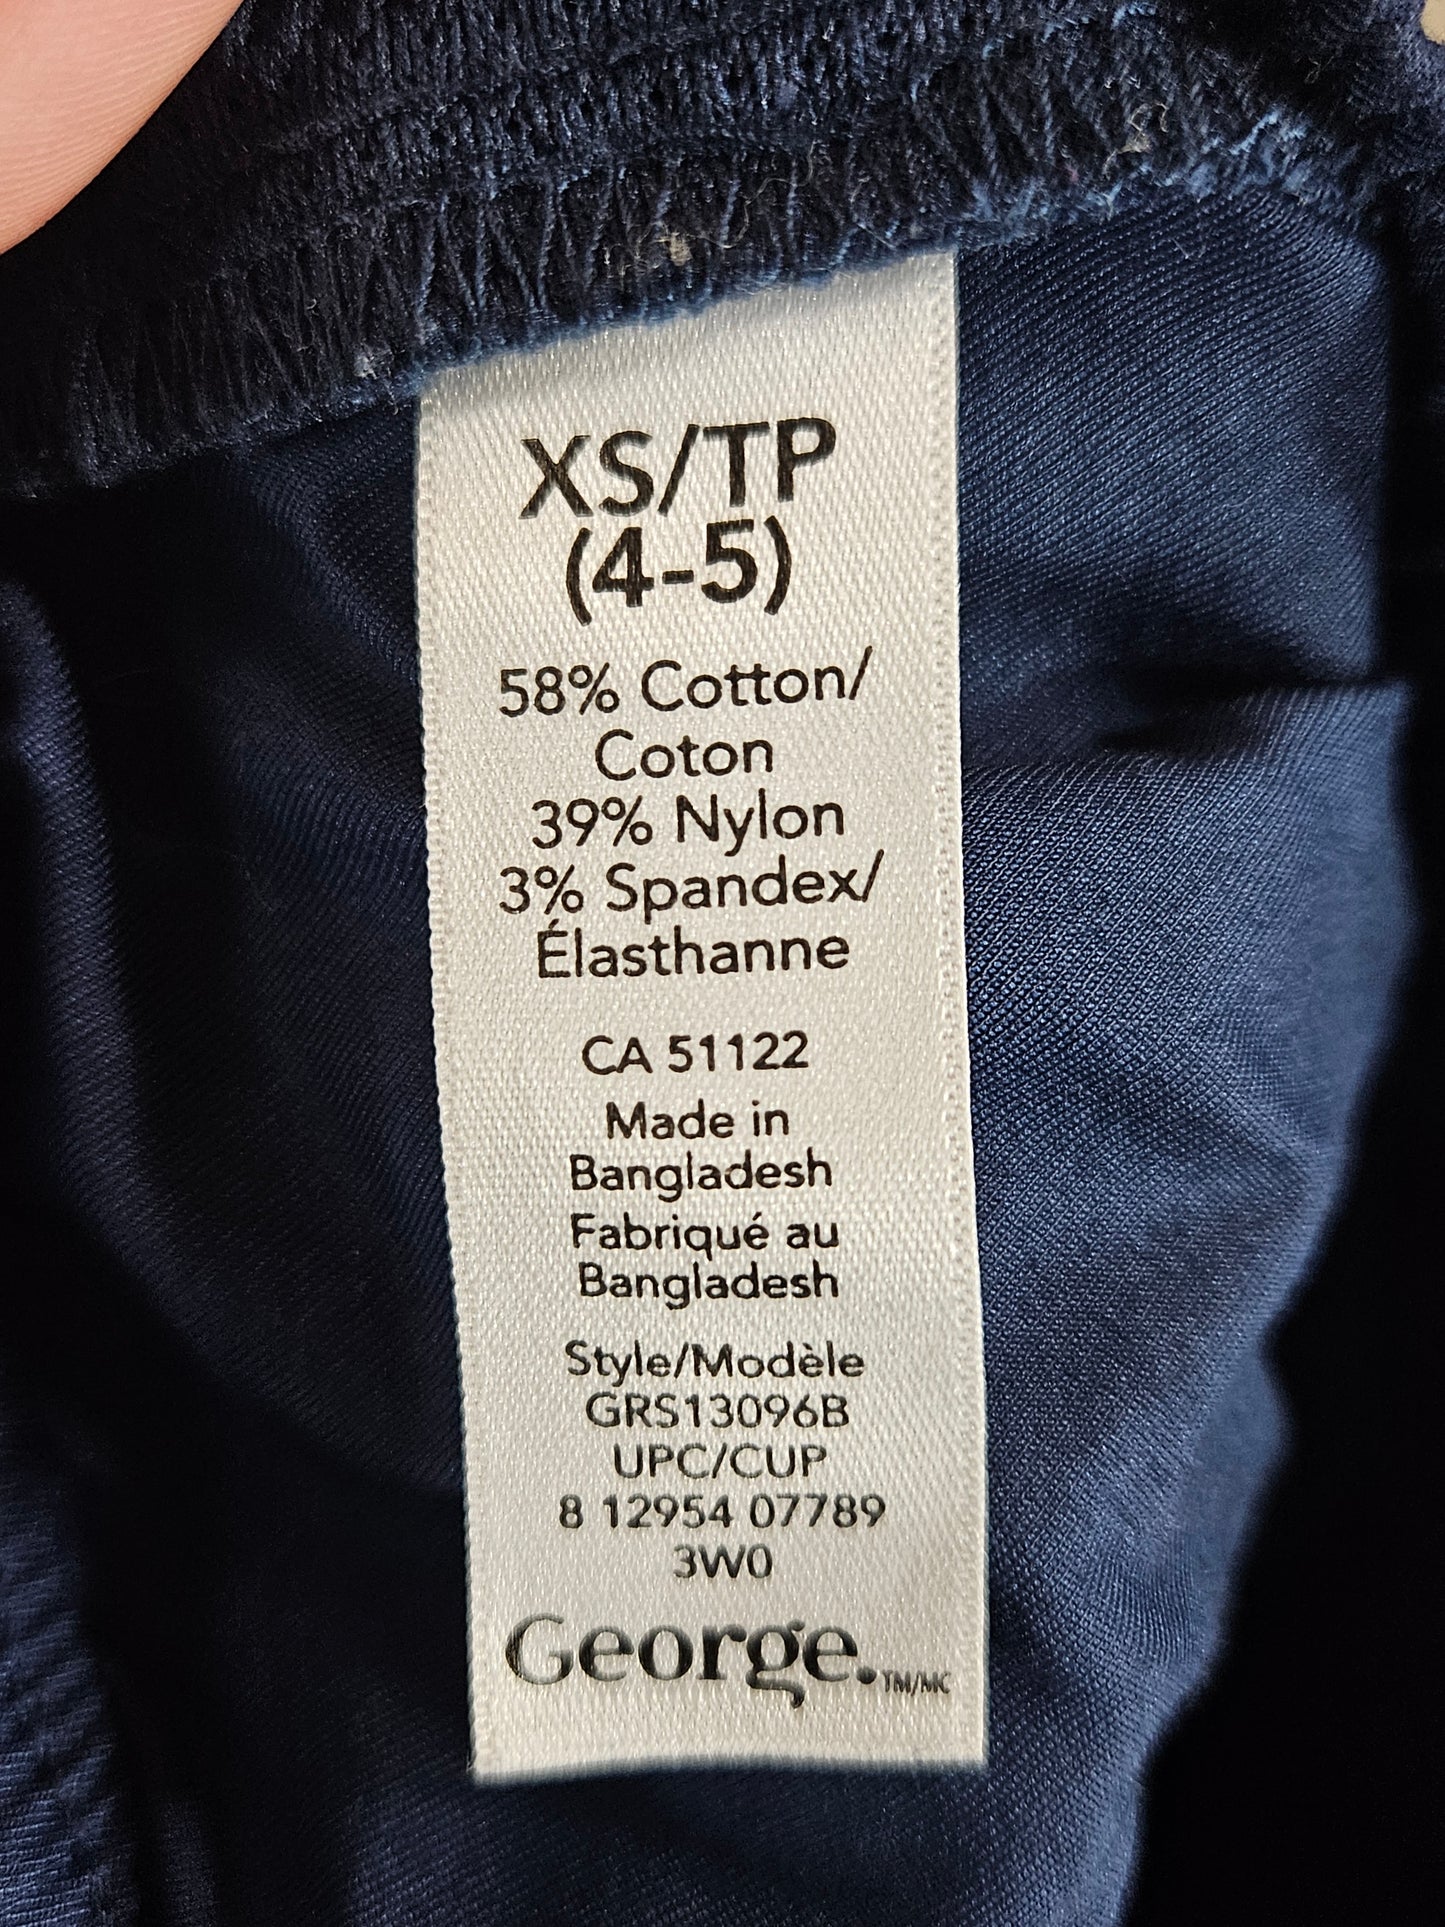 XS/TP
(4-5)
58% Cotton/
Coton
39% Nylon
3% Spandex/
Élasthanne
CA 51122
Made in
Bangladesh
Fabriqué au
Bangladesh
Style/Modèle
GRS13096B
UPC/CUP
8 12954 07789
3W0
George.TM/MC